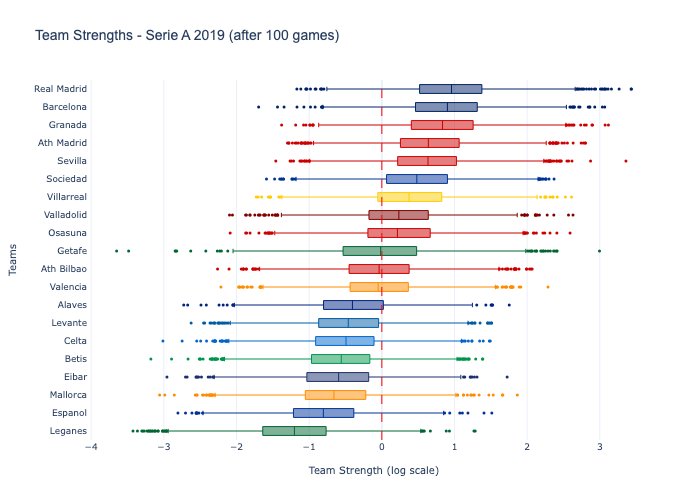 Team Strengths - Serie A 2019 (after 100 games)
Real Madrid
Barcelona
Granada
Ath Madrid
Sevilla
Sociedad
Villarreal
Valladolid
Osasuna
Getafe
Ath Bilbao
Valencia
Alaves
Levante
Celta
Betis
Eibar
Mallorca
Espanol
Leganes
Teams
−4 −3 −2 −1 0 1 2 3
Team Strength (log scale)